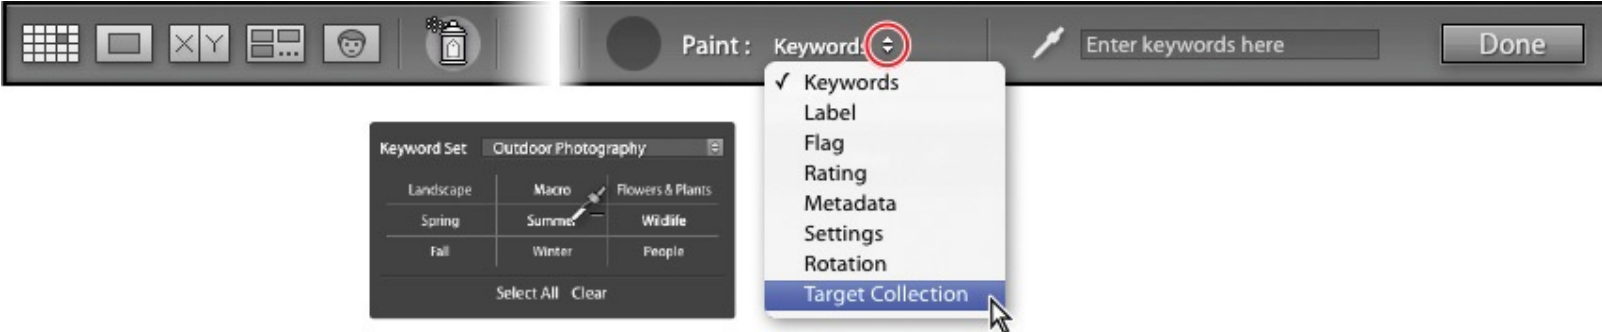 X Y
Paint : Keywords
Enter keywords here
Done
Keywords
Label
Flag
Rating
Metadata
Settings
Rotation
Target Collection
Keyword Set Outdoor Photography
Landscape Macro Flowers & Plants
Spring Summer Wildlife
Fall Winter People
Select All Clear